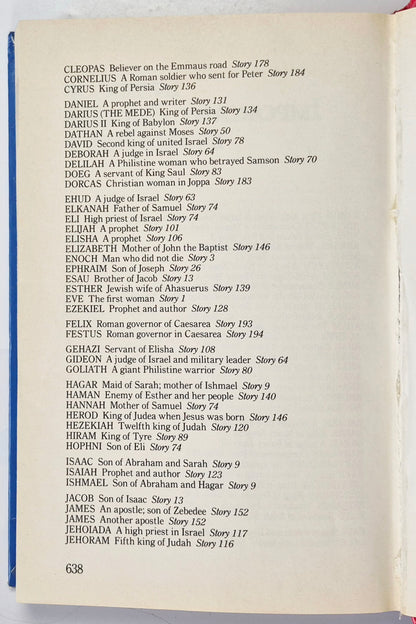 CLEOPAS Believer on the Emmaus road Story 178
CORNELIUS A Roman soldier who sent for Peter Story 184
CYRUS King of Persia Story 136
DANIEL A prophet and writer Story 131
DARIUS (THE MEDE) King of Persia Story 134
DARIUS II King of Babylon Story 137
DATHAN A rebel against Moses Story 50
DAVID Second king of united Israel Story 78
DEBORAH A judge in Israel Story 64
DELILAH A Philistine woman who betrayed Samson Story 70
DOEG A servant of King Saul Story 83
DORCAS Christian woman in Joppa Story 183
EHUD A judge of Israel Story 63
ELKANAH Father of Samuel Story 74
ELI High priest of Israel Story 74
ELIJAH A prophet Story 101
ELISHA A prophet Story 106
ELIZABETH Mother of John the Baptist Story 146
ENOCH Man who did not die Story 3
EPHRAIM Son of Joseph Story 26
ESAU Brother of Jacob Story 13
ESTHER Jewish wife of Ahasuerus Story 139
EVE The first woman Story 1
EZEKIEL Prophet and author Story 128
FELIX Roman governor of Caesarea Story 193
FESTUS Roman governor in Caesarea Story 194
GEHAZI Servant of Elisha Story 108
GIDEON A judge of Israel and military leader Story 64
GOLIATH A giant Philistine warrior Story 80
HAGAR Maid of Sarah; mother of Ishmael Story 9
HAMAN Enemy of Esther and her people Story 140
HANNAH Mother of Samuel Story 74
HEROD King of Judea when Jesus was born Story 146
HEZEKIAH Twelfth king of Judah Story 120
HIRAM King of Tyre Story 89
HOPHNI Son of Eli Story 74
ISAAC Son of Abraham and Sarah Story 9
ISAIAH Prophet and author Story 123
ISHMAEL Son of Abraham and Hagar Story 9
JACOB Son of Isaac Story 13
JAMES An apostle; son of Zebedee Story 152
JAMES Another apostle Story 152
JEHOIADA A high priest in Israel Story 117
JEHORAM Fifth king of Judah Story 116
638